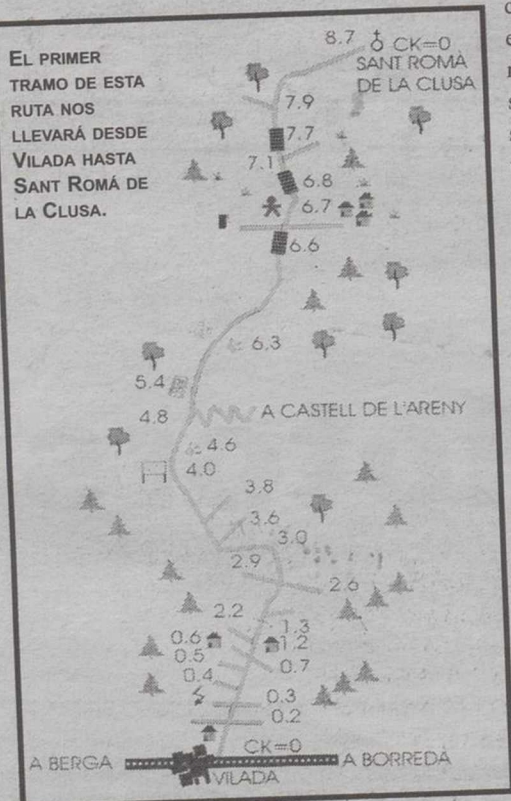 EL PRIMER
TRAMO DE ESTA
RUTA NOS
LLEVARÁ DESDE
VILADA HASTA
SANT ROMÁ DE
LA CLUSA.
8.7 CK=0
SANT ROMÀ
DE LA CLUSA
7.9
7.7
7.1
6.8
6.7
6.6
6.3
5.4
4.8 A CASTELL DE L'ARENY
4.6
4.0
3.8
3.6
3.0
2.9
2.6
2.2
1.3
0.6 1.2
0.5
0.7
0.4
0.3
0.2
CK=0
A BERGA A BORREDÀ
VILADA